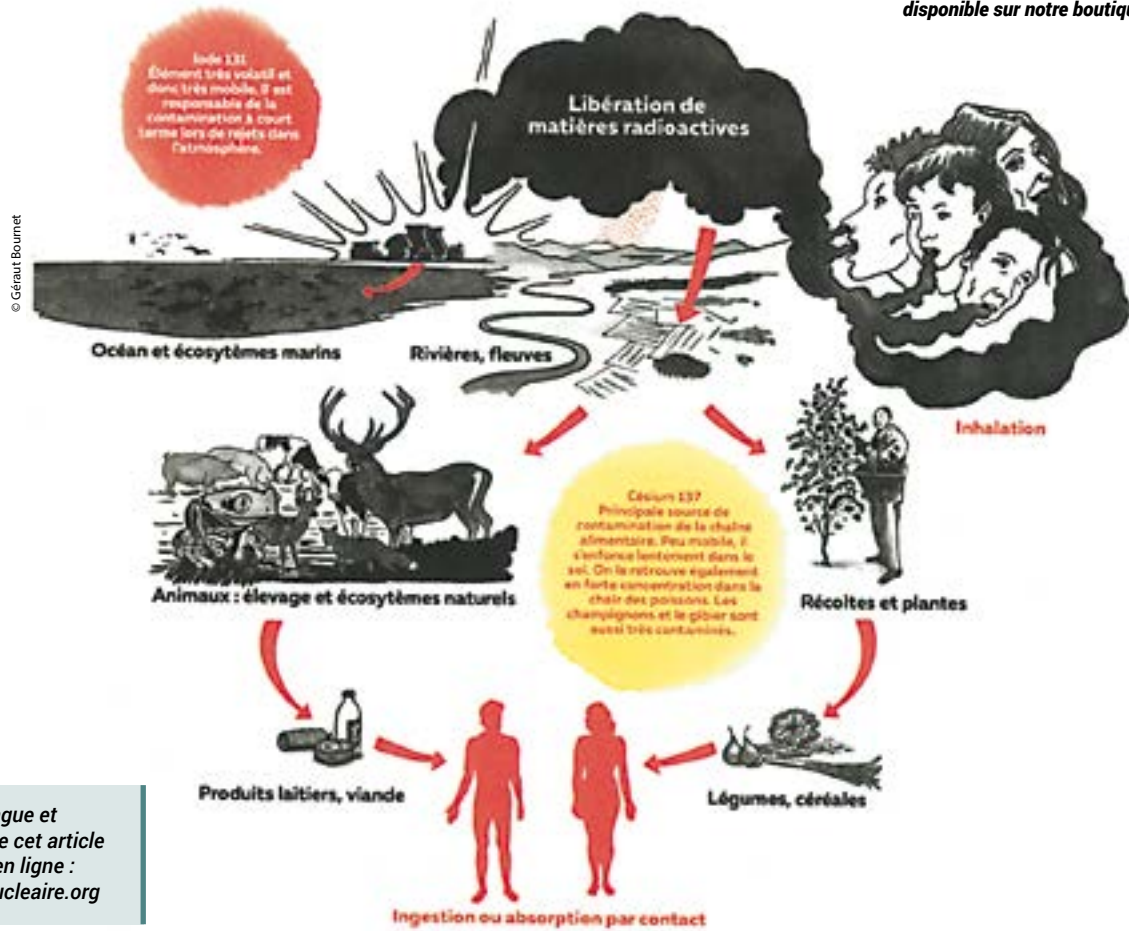 disponible sur notre boutiqu
Iode 131
Élément très volatil et
donc très mobile. Il est
responsable de la
contamination à court
terme lors de rejets dans
l'atmosphère.
Libération de
matières radioactives
© Géraut Bournet
Océan et écosytèmes marins
Rivières, fleuves
Inhalation
Césium 137
Principale source de
contamination de la chaîne
alimentaire. Peu mobile, il
s'enfonce lentement dans le
sol. On le retrouve également
en forte concentration dans la
chair des poissons. Les
champignons et le gibier sont
aussi très contaminés.
Animaux : élevage et écosytèmes naturels
Récoltes et plantes
Produits laitiers, viande
Légumes, céréales
ngue et
e cet article
en ligne :
ucleaire.org
Ingestion ou absorption par contact